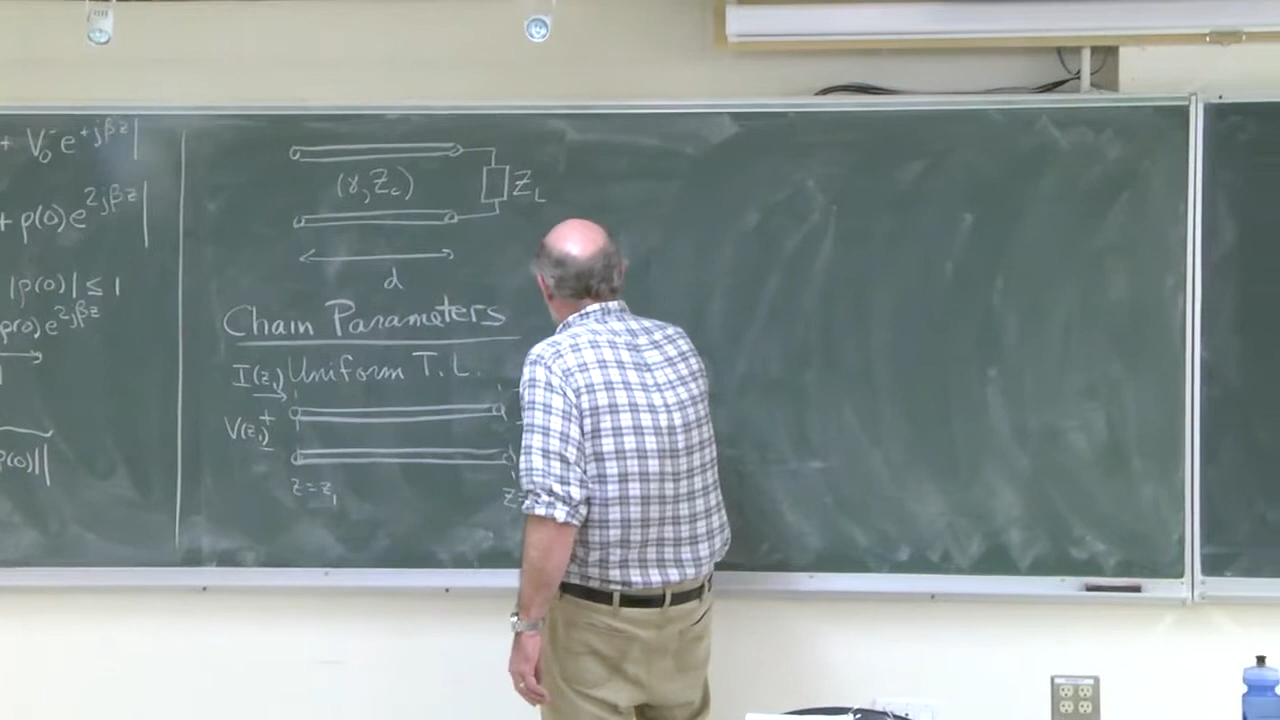 + V₀⁻ e^{+jβz}|
+ ρ(0)e^{2jβz}|
|ρ(0)| ≤ 1
ρ(0)e^{2jβz}
ρ(0)||
(γ, Z_c)
Z_L
d
Chain Parameters
Uniform T.L.
I(z₁)
+
V(z₁)
-
z=z₁
z=